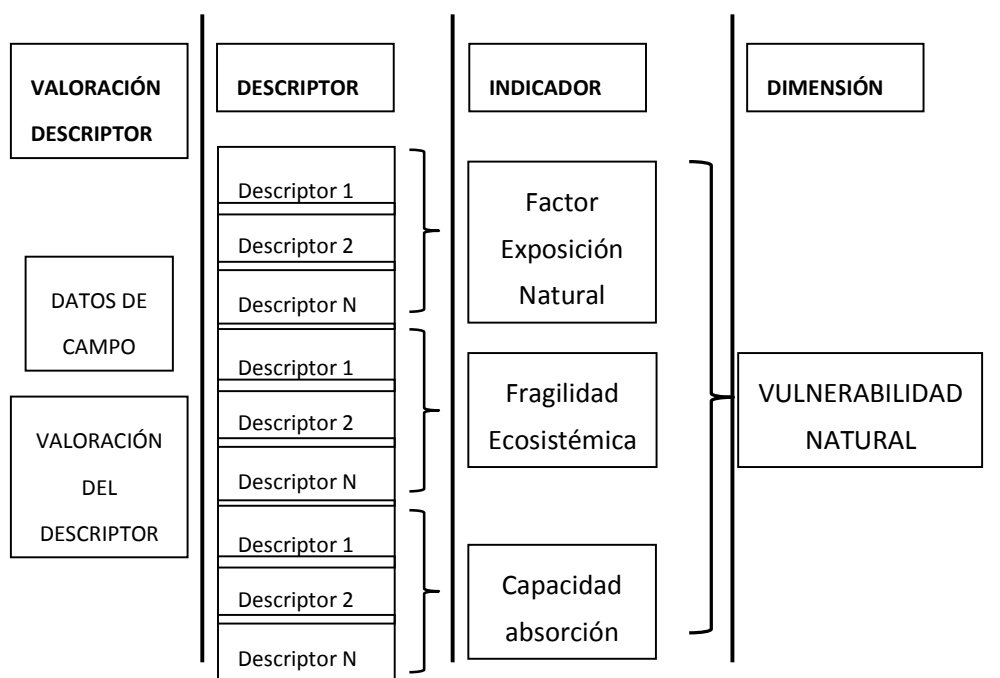 VALORACIÓN
DESCRIPTOR
DESCRIPTOR
INDICADOR
DIMENSIÓN
DATOS DE
CAMPO
VALORACIÓN
DEL
DESCRIPTOR
Descriptor 1
Descriptor 2
Descriptor N
Descriptor 1
Descriptor 2
Descriptor N
Descriptor 1
Descriptor 2
Descriptor N
Factor
Exposición
Natural
Fragilidad
Ecosistémica
Capacidad
absorción
VULNERABILIDAD
NATURAL